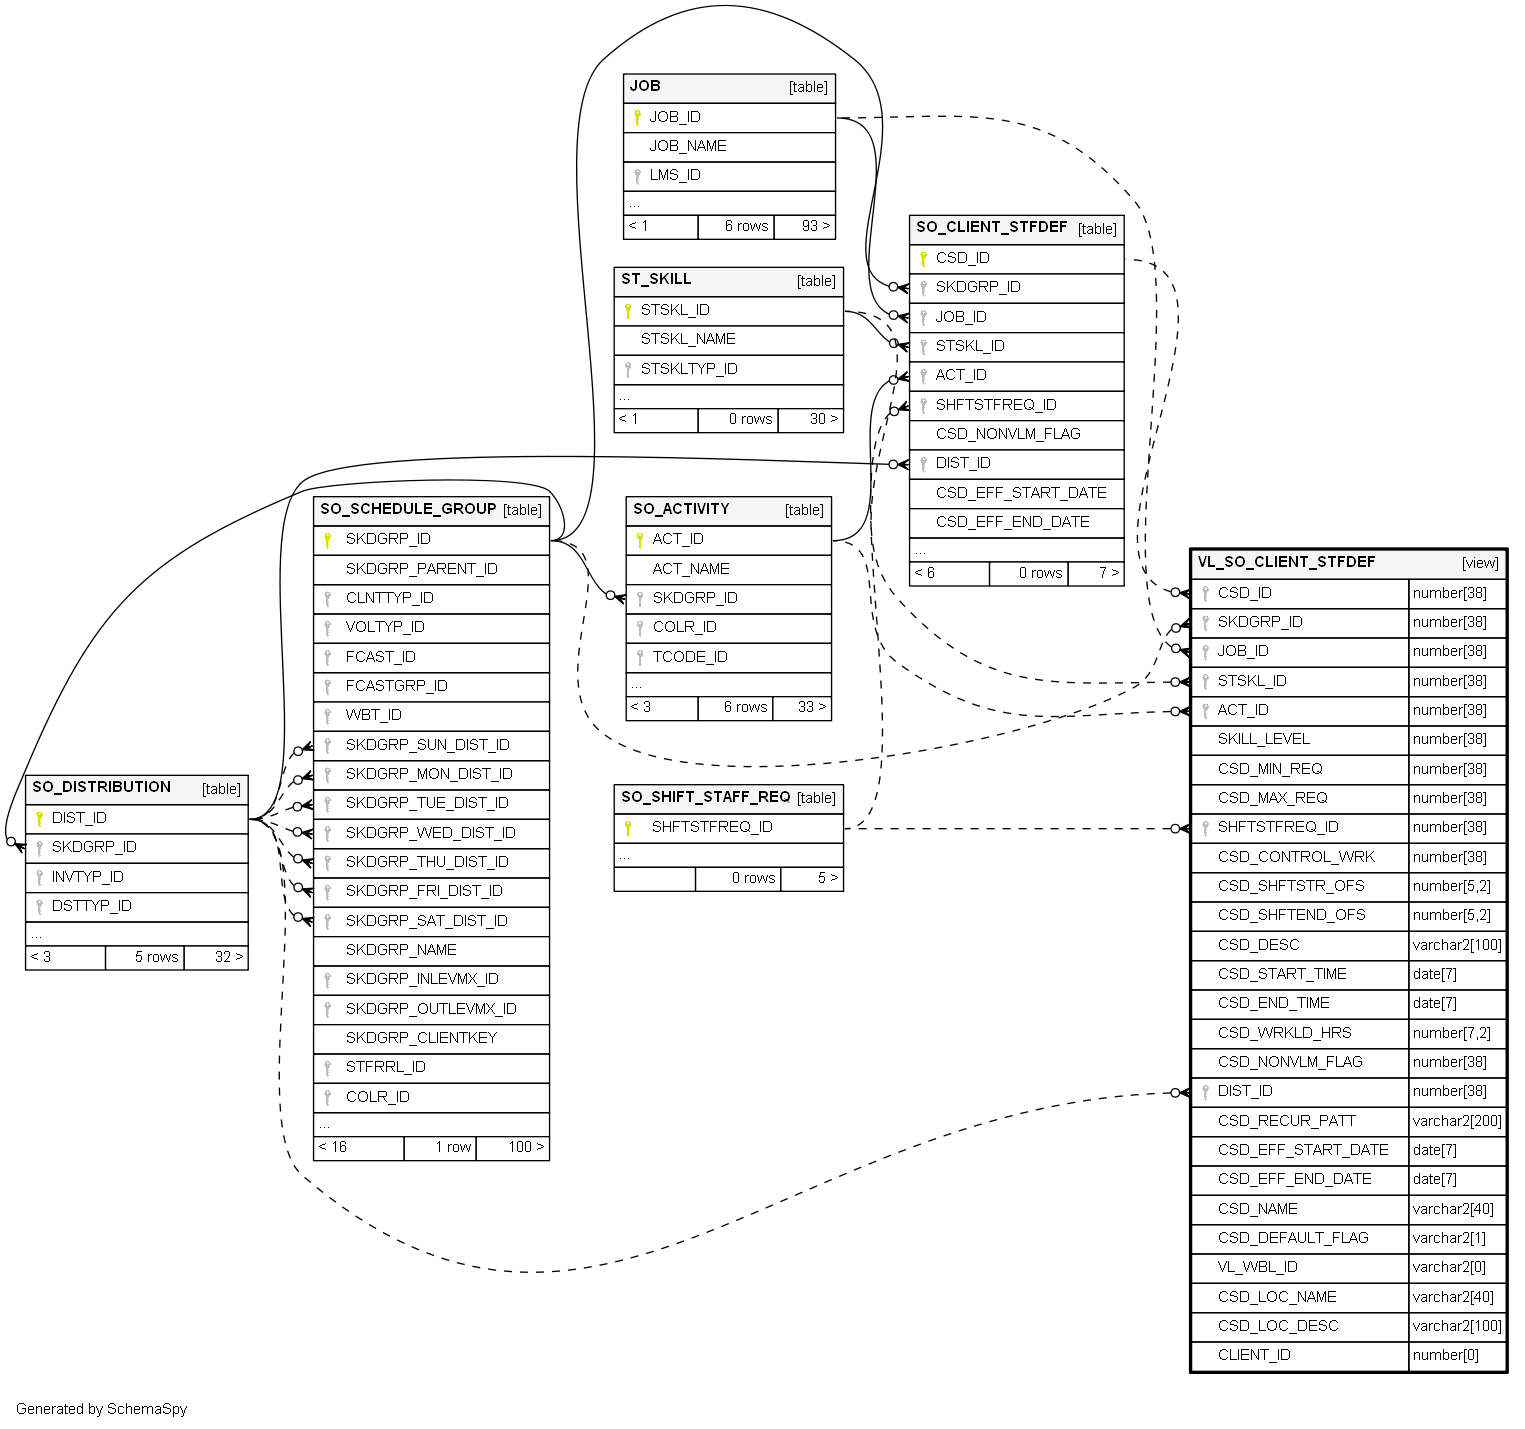 JOB [table]
JOB_ID
JOB_NAME
LMS_ID
...
< 1 6 rows 93 >
ST_SKILL [table]
STSKL_ID
STSKL_NAME
STSKLTYP_ID
...
< 1 0 rows 30 >
SO_CLIENT_STFDEF [table]
CSD_ID
SKDGRP_ID
JOB_ID
STSKL_ID
ACT_ID
SHFTSTFREQ_ID
CSD_NONVLM_FLAG
DIST_ID
CSD_EFF_START_DATE
CSD_EFF_END_DATE
...
< 6 0 rows 7 >
SO_SCHEDULE_GROUP [table]
SKDGRP_ID
SKDGRP_PARENT_ID
CLNTTYP_ID
VOLTYP_ID
FCAST_ID
FCASTGRP_ID
WBT_ID
SKDGRP_SUN_DIST_ID
SKDGRP_MON_DIST_ID
SKDGRP_TUE_DIST_ID
SKDGRP_WED_DIST_ID
SKDGRP_THU_DIST_ID
SKDGRP_FRI_DIST_ID
SKDGRP_SAT_DIST_ID
SKDGRP_NAME
SKDGRP_INLEVMX_ID
SKDGRP_OUTLEVMX_ID
SKDGRP_CLIENTKEY
STFRRL_ID
COLR_ID
...
< 16 1 row 100 >
SO_ACTIVITY [table]
ACT_ID
ACT_NAME
SKDGRP_ID
COLR_ID
TCODE_ID
...
< 3 6 rows 33 >
SO_DISTRIBUTION [table]
DIST_ID
SKDGRP_ID
INVTYP_ID
DSTTYP_ID
...
< 3 5 rows 32 >
SO_SHIFT_STAFF_REQ [table]
SHFTSTFREQ_ID
...
0 rows 5 >
VL_SO_CLIENT_STFDEF [view]
CSD_ID number[38]
SKDGRP_ID number[38]
JOB_ID number[38]
STSKL_ID number[38]
ACT_ID number[38]
SKILL_LEVEL number[38]
CSD_MIN_REQ number[38]
CSD_MAX_REQ number[38]
SHFTSTFREQ_ID number[38]
CSD_CONTROL_WRK number[38]
CSD_SHFTSTR_OFS number[5,2]
CSD_SHFTEND_OFS number[5,2]
CSD_DESC varchar2[100]
CSD_START_TIME date[7]
CSD_END_TIME date[7]
CSD_WRKLD_HRS number[7,2]
CSD_NONVLM_FLAG number[38]
DIST_ID number[38]
CSD_RECUR_PATT varchar2[200]
CSD_EFF_START_DATE date[7]
CSD_EFF_END_DATE date[7]
CSD_NAME varchar2[40]
CSD_DEFAULT_FLAG varchar2[1]
VL_WBL_ID varchar2[0]
CSD_LOC_NAME varchar2[40]
CSD_LOC_DESC varchar2[100]
CLIENT_ID number[0]
Generated by SchemaSpy